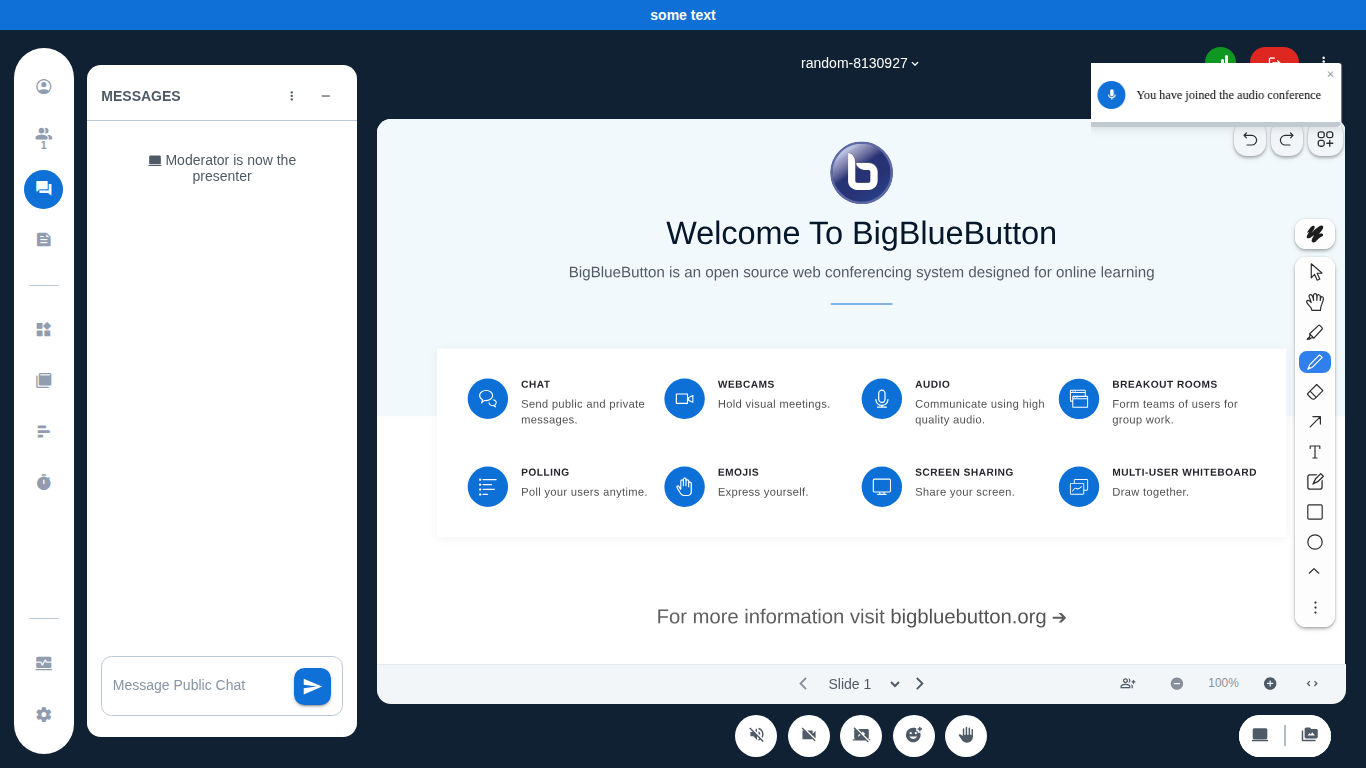 some text
random-8130927
You have joined the audio conference
MESSAGES
1
Moderator is now the
presenter
Message Public Chat
Welcome To BigBlueButton
BigBlueButton is an open source web conferencing system designed for online learning
CHAT
Send public and private
messages.
WEBCAMS
Hold visual meetings.
AUDIO
Communicate using high
quality audio.
BREAKOUT ROOMS
Form teams of users for
group work.
POLLING
Poll your users anytime.
EMOJIS
Express yourself.
SCREEN SHARING
Share your screen.
MULTI-USER WHITEBOARD
Draw together.
For more information visit bigbluebutton.org ➔
Slide 1
100%